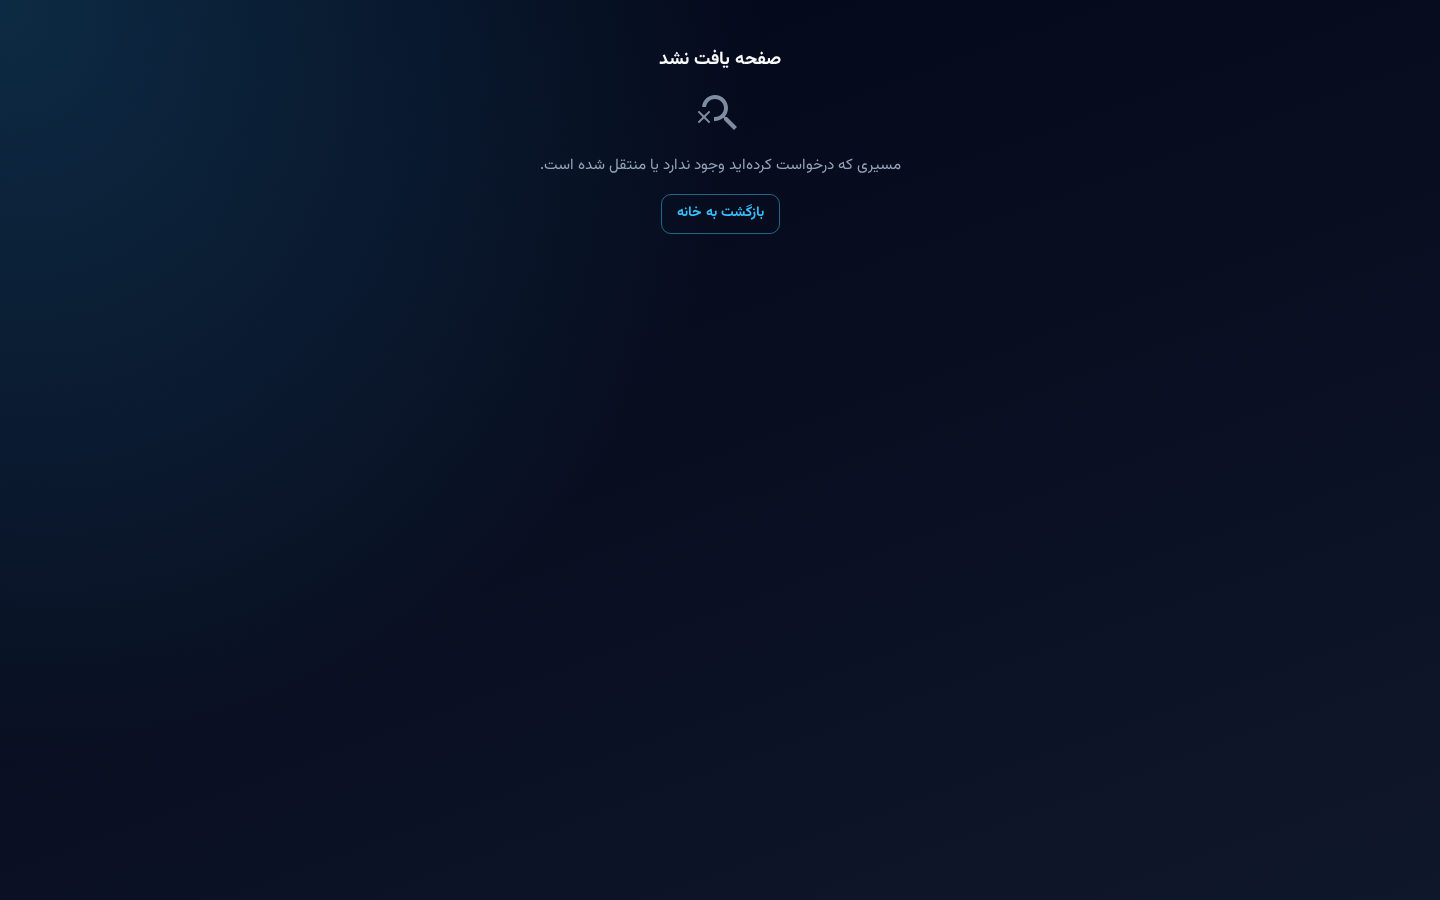 صفحه یافت نشد
مسیری که درخواست کرده‌اید وجود ندارد یا منتقل شده است.
بازگشت به خانه